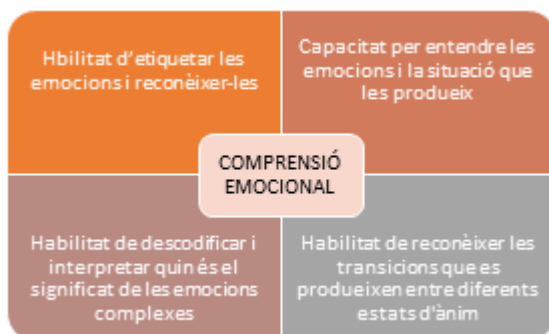 Hbilitat d'etiquetar les
emocions i reconèixer-les
Capacitat per entendre les
emocions i la situació que
les produeix
COMPRENSIÓ
EMOCIONAL
Habilitat de descodificar i
interpretar quin és el
significat de les emocions
complexes
Habilitat de reconèixer les
transicions que es
produeixen entre diferents
estats d'ànim